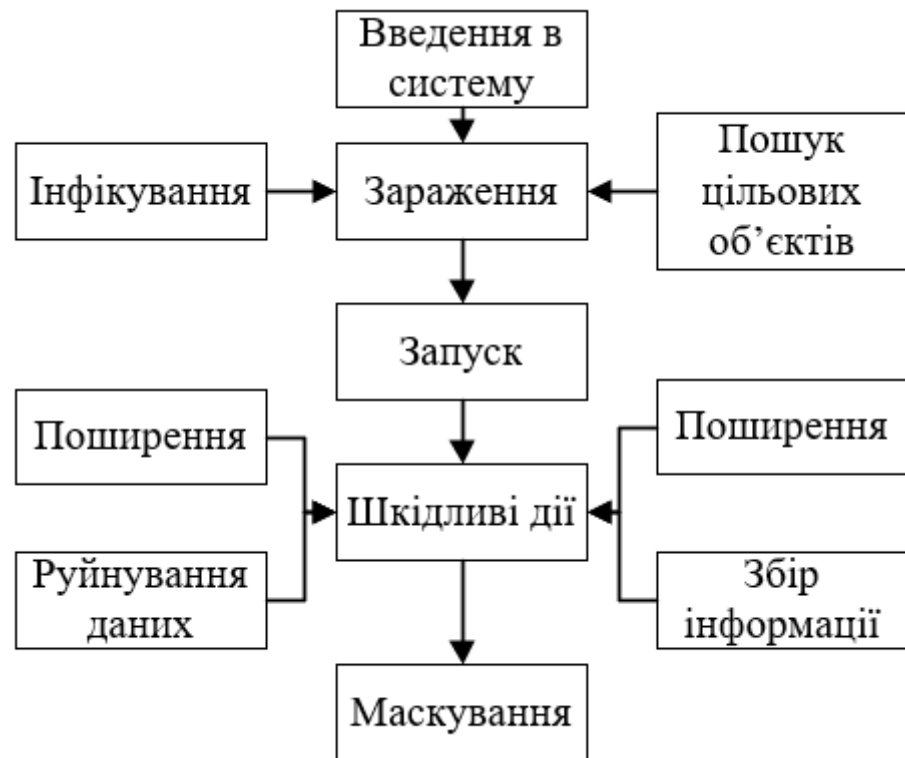 Введення в
систему
Інфікування
Зараження
Пошук
цільових
об’єктів
Запуск
Поширення
Поширення
Шкідливі дії
Руйнування
даних
Збір
інформації
Маскування